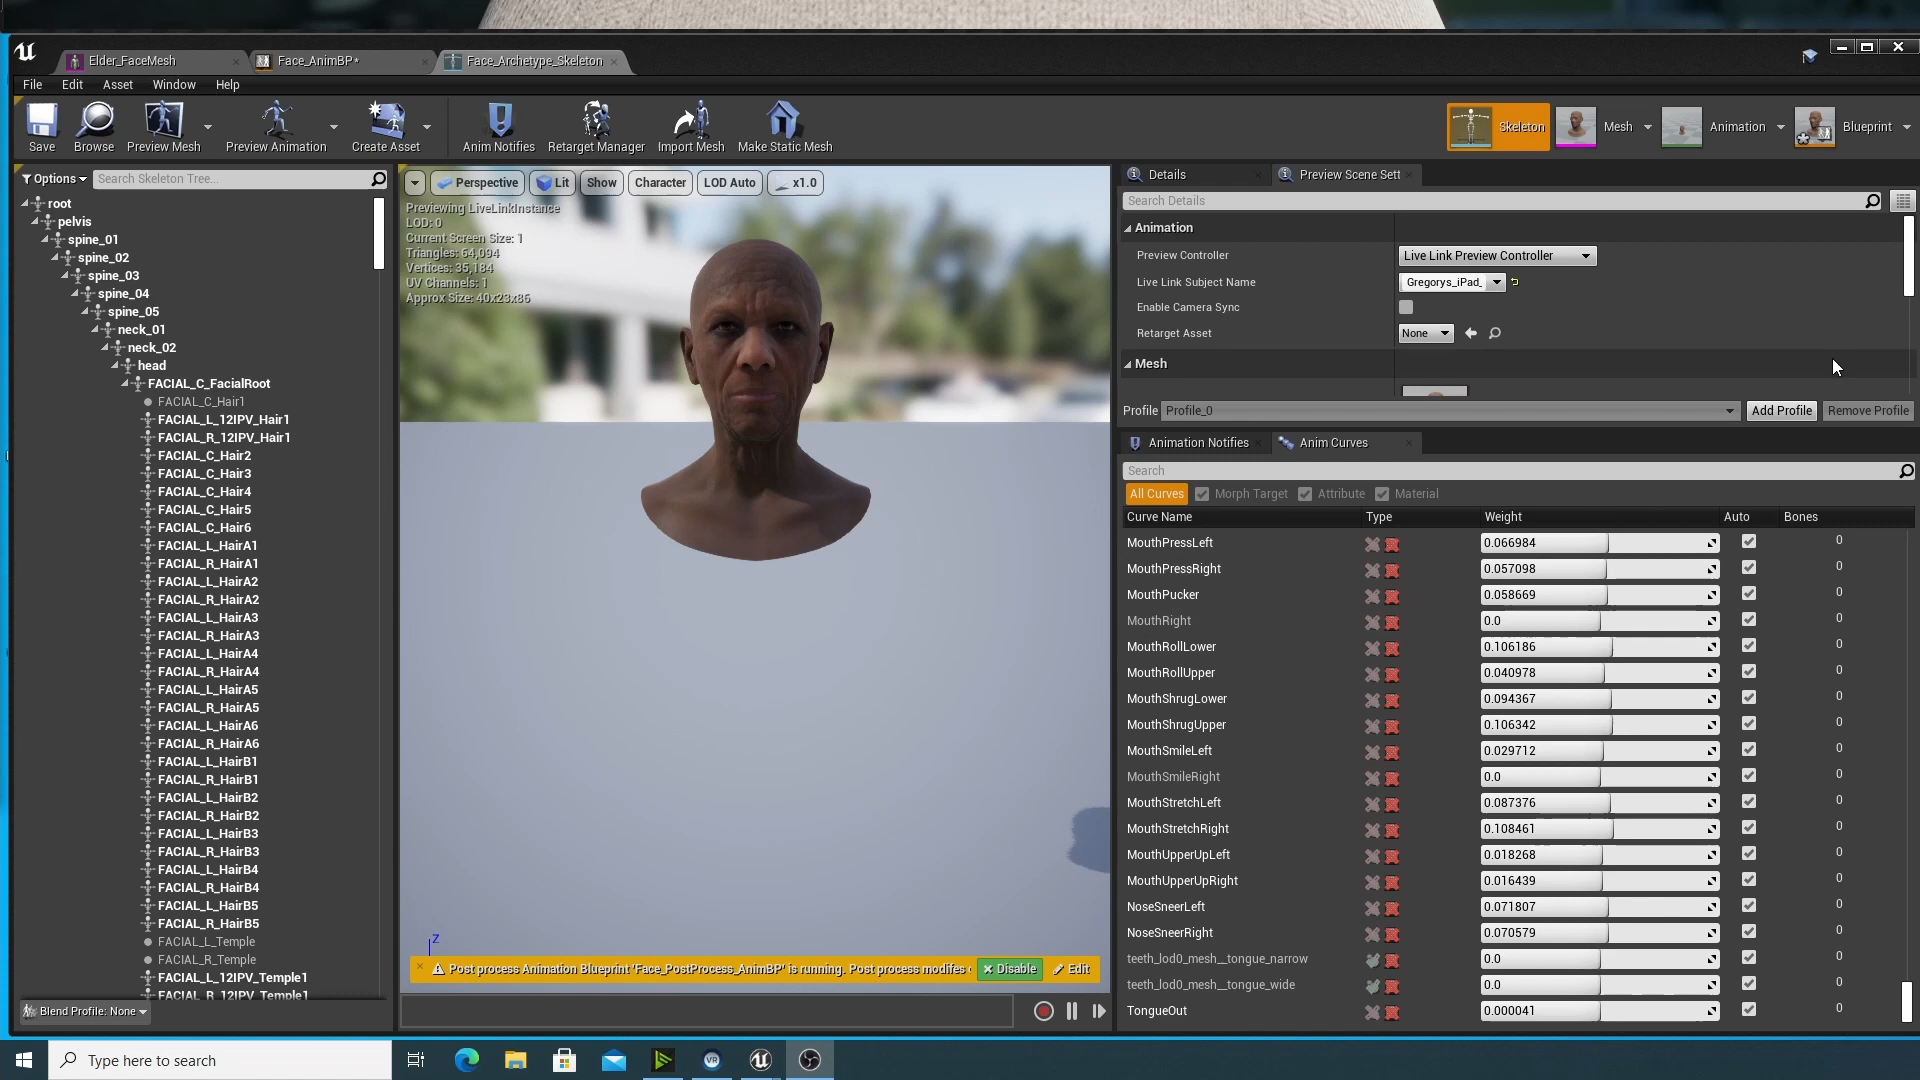 Elder_FaceMesh
Face_AnimBP*
Face_Archetype_Skeleton
File Edit Asset Window Help
Save
Browse
Preview Mesh
Preview Animation
Create Asset
Anim Notifies
Retarget Manager
Import Mesh
Make Static Mesh
Skeleton
Mesh
Animation
Blueprint
Options
Search Skeleton Tree...
root
pelvis
spine_01
spine_02
spine_03
spine_04
spine_05
neck_01
neck_02
head
FACIAL_C_FacialRoot
FACIAL_C_Hair1
FACIAL_L_12IPV_Hair1
FACIAL_R_12IPV_Hair1
FACIAL_C_Hair2
FACIAL_C_Hair3
FACIAL_C_Hair4
FACIAL_C_Hair5
FACIAL_C_Hair6
FACIAL_L_HairA1
FACIAL_R_HairA1
FACIAL_L_HairA2
FACIAL_R_HairA2
FACIAL_L_HairA3
FACIAL_R_HairA3
FACIAL_L_HairA4
FACIAL_R_HairA4
FACIAL_L_HairA5
FACIAL_R_HairA5
FACIAL_L_HairA6
FACIAL_R_HairA6
FACIAL_L_HairB1
FACIAL_R_HairB1
FACIAL_L_HairB2
FACIAL_R_HairB2
FACIAL_L_HairB3
FACIAL_R_HairB3
FACIAL_L_HairB4
FACIAL_R_HairB4
FACIAL_L_HairB5
FACIAL_R_HairB5
FACIAL_L_Temple
FACIAL_R_Temple
FACIAL_L_12IPV_Temple1
FACIAL_R_12IPV_Temple1
Blend Profile: None
Perspective Lit Show Character LOD Auto x1.0
Previewing LiveLinkInstance
LOD: 0
Current Screen Size: 1
Triangles: 64,094
Vertices: 35,184
UV Channels: 1
Approx Size: 40x23x86
Z
Post process Animation Blueprint 'Face_PostProcess_AnimBP' is running. Post process modifes
Disable
Edit
Details
Preview Scene Sett
Search Details
Animation
Preview Controller Live Link Preview Controller
Live Link Subject Name Gregorys_iPad_
Enable Camera Sync
Retarget Asset None
Mesh
Profile Profile_0 Add Profile Remove Profile
Animation Notifies
Anim Curves
Search
All Curves Morph Target Attribute Material
Curve Name Type Weight Auto Bones
MouthPressLeft 0.066984 0
MouthPressRight 0.057098 0
MouthPucker 0.058669 0
MouthRight 0.0 0
MouthRollLower 0.106186 0
MouthRollUpper 0.040978 0
MouthShrugLower 0.094367 0
MouthShrugUpper 0.106342 0
MouthSmileLeft 0.029712 0
MouthSmileRight 0.0 0
MouthStretchLeft 0.087376 0
MouthStretchRight 0.108461 0
MouthUpperUpLeft 0.018268 0
MouthUpperUpRight 0.016439 0
NoseSneerLeft 0.071807 0
NoseSneerRight 0.070579 0
teeth_lod0_mesh__tongue_narrow 0.0 0
teeth_lod0_mesh__tongue_wide 0.0 0
TongueOut 0.000041 0
Type here to search
VR